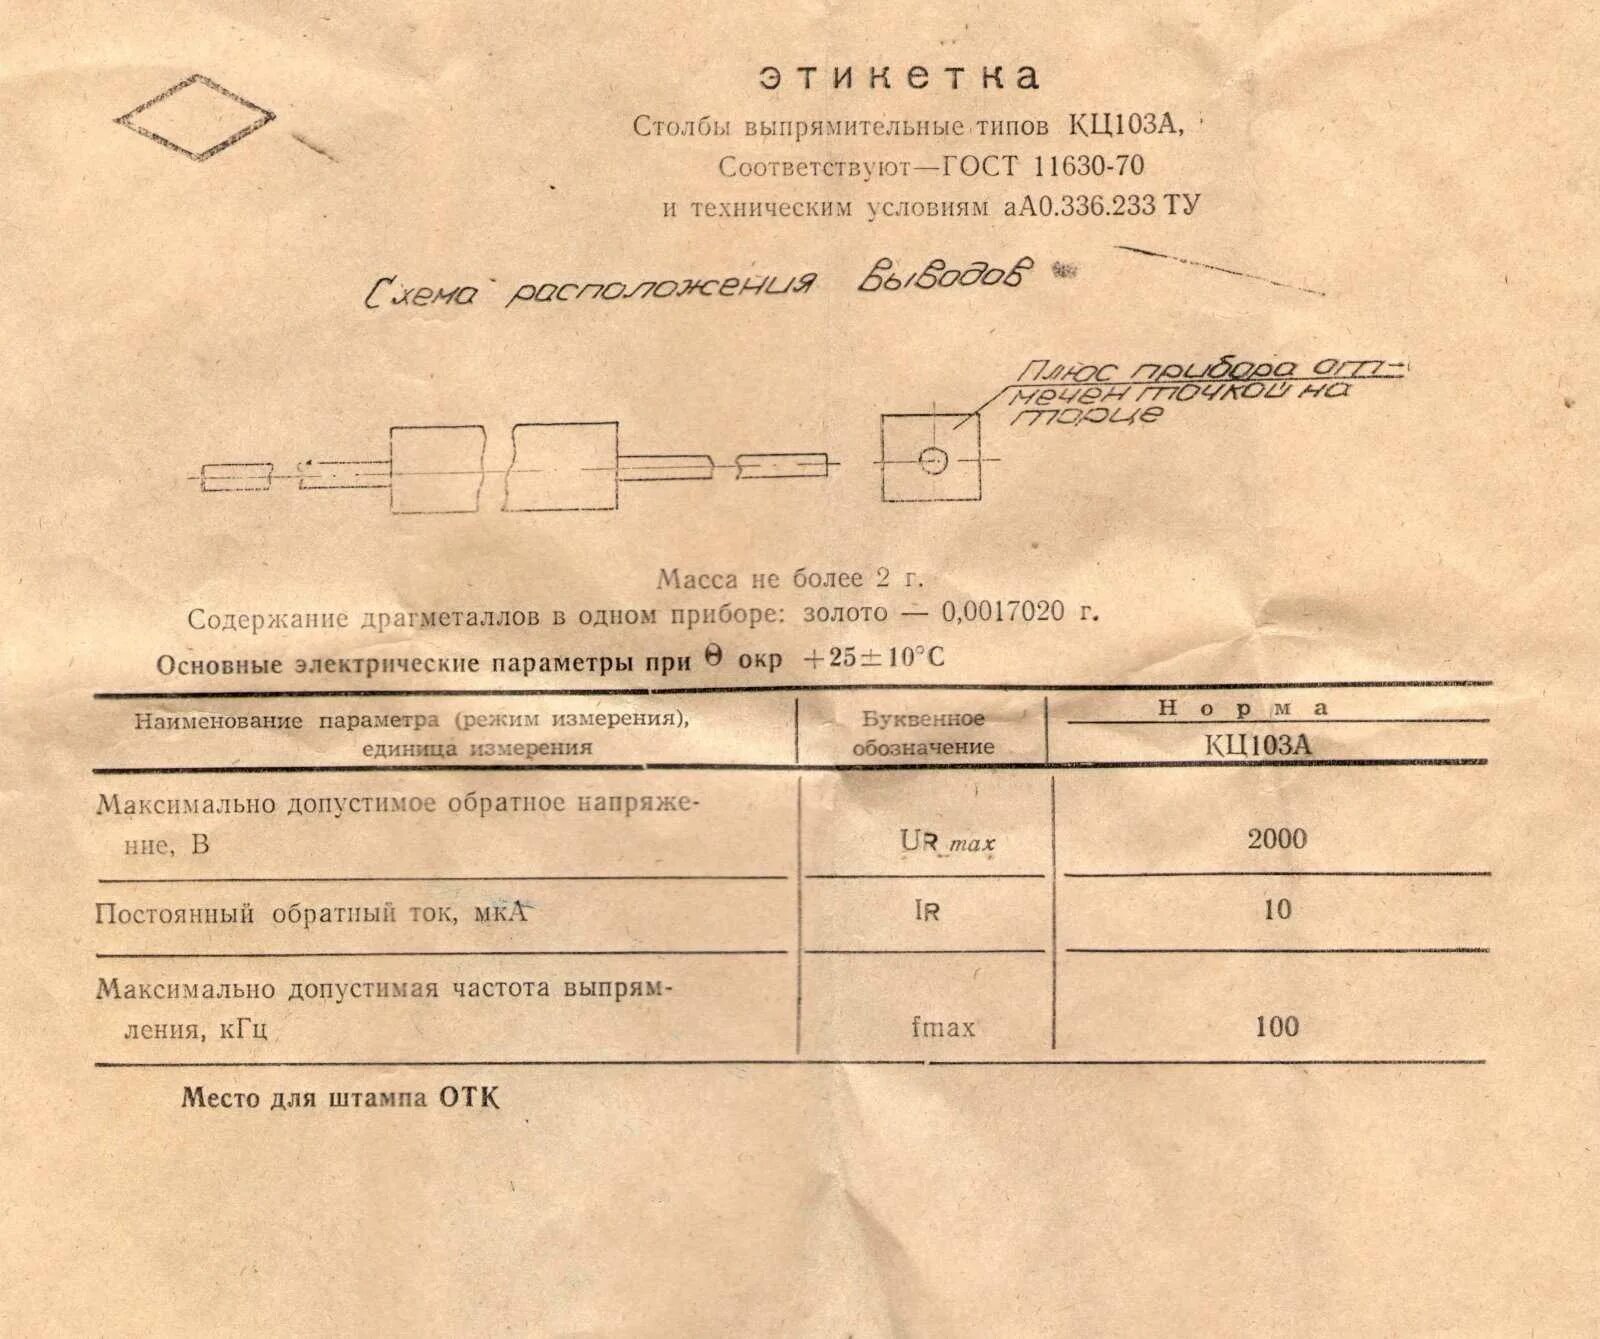 этикетка
Столбы выпрямительные типов КЦ103А,
Соответствуют—ГОСТ 11630-70
и техническим условиям аА0.336.233 ТУ
Схема расположения выводов
Плюс прибора от-
мечен точкой на
торце
Масса не более 2 г.
Содержание драгметаллов в одном приборе: золото — 0,0017020 г.
Основные электрические параметры при Θ окр +25±10°С
Наименование параметра (режим измерения),
единица измерения
Буквенное
обозначение
Норма
КЦ103А
Максимально допустимое обратное напряже-
ние, В
UR max
2000
Постоянный обратный ток, мкА
IR
10
Максимально допустимая частота выпрям-
ления, кГц
fmax
100
Место для штампа ОТК